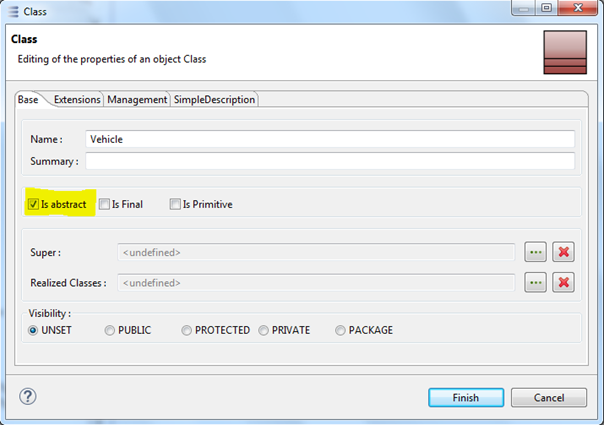 Class
Class
Editing of the properties of an object Class
Base Extensions Management SimpleDescription
Name : Vehicle
Summary :
Is abstract Is Final Is Primitive
Super : <undefined>
Realized Classes : <undefined>
Visibility :
UNSET PUBLIC PROTECTED PRIVATE PACKAGE
Finish Cancel